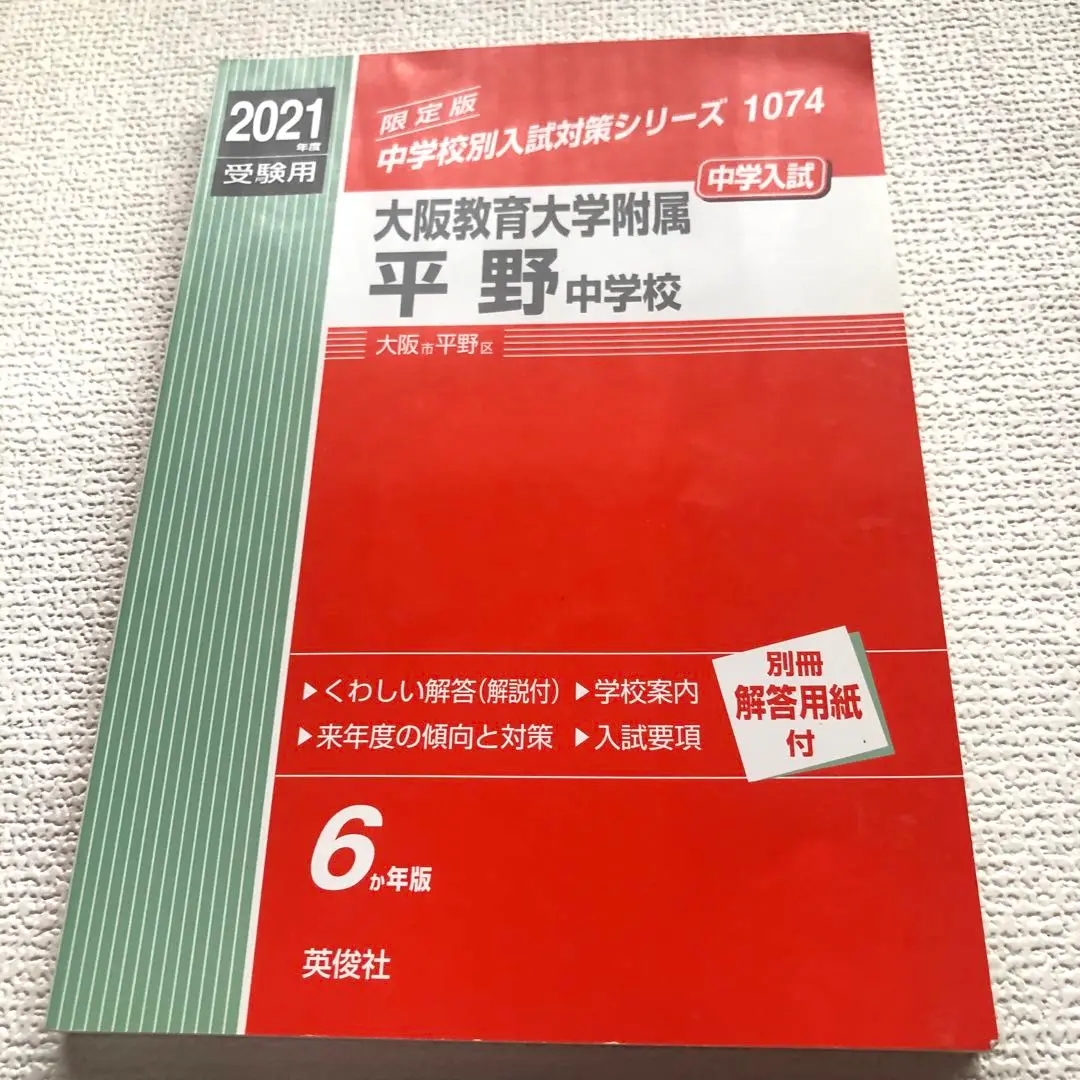 2021年度
受験用
限定版
中学校別入試対策シリーズ 1074
中学入試
大阪教育大学附属
平野中学校
大阪市平野区
▶くわしい解答(解説付) ▶学校案内
▶来年度の傾向と対策 ▶入試要項
別冊
解答用紙
付
6か年版
英俊社